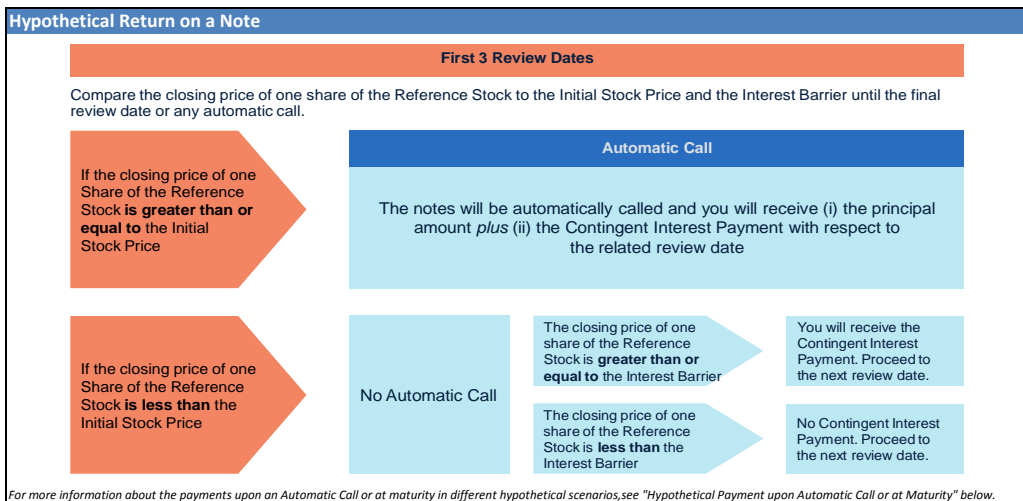 Hypothetical Return on a Note
First 3 Review Dates
Compare the closing price of one share of the Reference Stock to the Initial Stock Price and the Interest Barrier until the final
review date or any automatic call.
If the closing price of one
Share of the Reference
Stock is greater than or
equal to the Initial
Stock Price
Automatic Call
The notes will be automatically called and you will receive (i) the principal
amount plus (ii) the Contingent Interest Payment with respect to
the related review date
If the closing price of one
Share of the Reference
Stock is less than the
Initial Stock Price
No Automatic Call
The closing price of one
share of the Reference
Stock is greater than or
equal to the Interest Barrier
You will receive the
Contingent Interest
Payment. Proceed to
the next review date.
The closing price of one
share of the Reference
Stock is less than the
Interest Barrier
No Contingent Interest
Payment. Proceed to
the next review date.
For more information about the payments upon an Automatic Call or at maturity in different hypothetical scenarios,see "Hypothetical Payment upon Automatic Call or at Maturity" below.